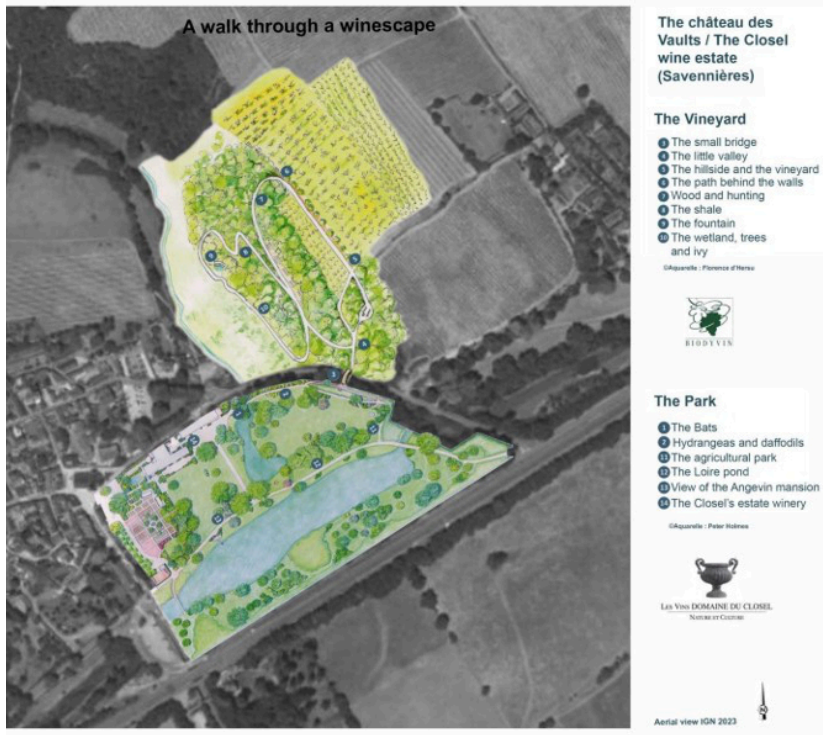 A walk through a winescape
The château des
Vaults / The Closel
wine estate
(Savennières)
The Vineyard
3 The small bridge
4 The little valley
5 The hillside and the vineyard
6 The path behind the walls
7 Wood and hunting
8 The shale
9 The fountain
10 The wetland, trees
and ivy
©Aquarelle : Florence d'Hersu
BIODYVIN
The Park
1 The Bats
2 Hydrangeas and daffodils
11 The agricultural park
12 The Loire pond
13 View of the Angevin mansion
14 The Closel's estate winery
©Aquarelle : Peter Holmes
LES VINS DOMAINE DU CLOSEL
NATURE ET CULTURE
N
Aerial view IGN 2023